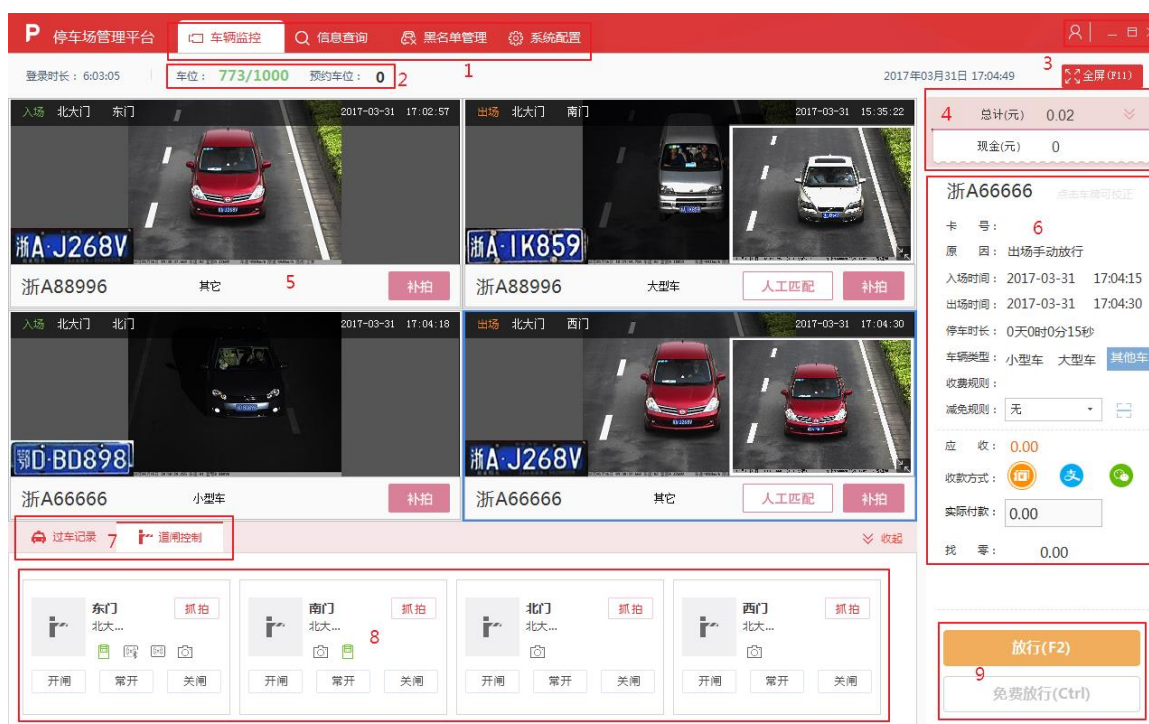 P 停车场管理平台 车辆监控 信息查询 黑名单管理 系统配置
1
登录时长： 6:03:05 车位： 773/1000 预约车位： 0 2
2017年03月31日 17:04:49 3 全屏(F11)
入场 北大门 东门 2017-03-31 17:02:57
浙A·J268V
浙A88996 其它 5 补拍
出场 北大门 南门 2017-03-31 15:35:22
浙A·1K859
浙A88996 大型车 人工匹配 补拍
入场 北大门 北门 2017-03-31 17:04:18
鄂D·BD898
浙A66666 小型车 补拍
出场 北大门 西门 2017-03-31 17:04:30
浙A·J268V
浙A66666 其它 人工匹配 补拍
4 总计(元) 0.02
现金(元) 0
浙A66666 点击车牌可校正
卡 号： 6
原 因： 出场手动放行
入场时间： 2017-03-31 17:04:15
出场时间： 2017-03-31 17:04:30
停车时长： 0天0时0分15秒
车辆类型： 小型车 大型车 其他车
收费规则：
减免规则： 无
应 收： 0.00
收款方式：
实际付款： 0.00
找 零： 0.00
过车记录 7 道闸控制 收起
东门 抓拍
北大...
开闸 常开 关闸
南门 抓拍
北大...
8
开闸 常开 关闸
北门 抓拍
北大...
开闸 常开 关闸
西门 抓拍
北大...
开闸 常开 关闸
放行(F2)
9
免费放行(Ctrl)